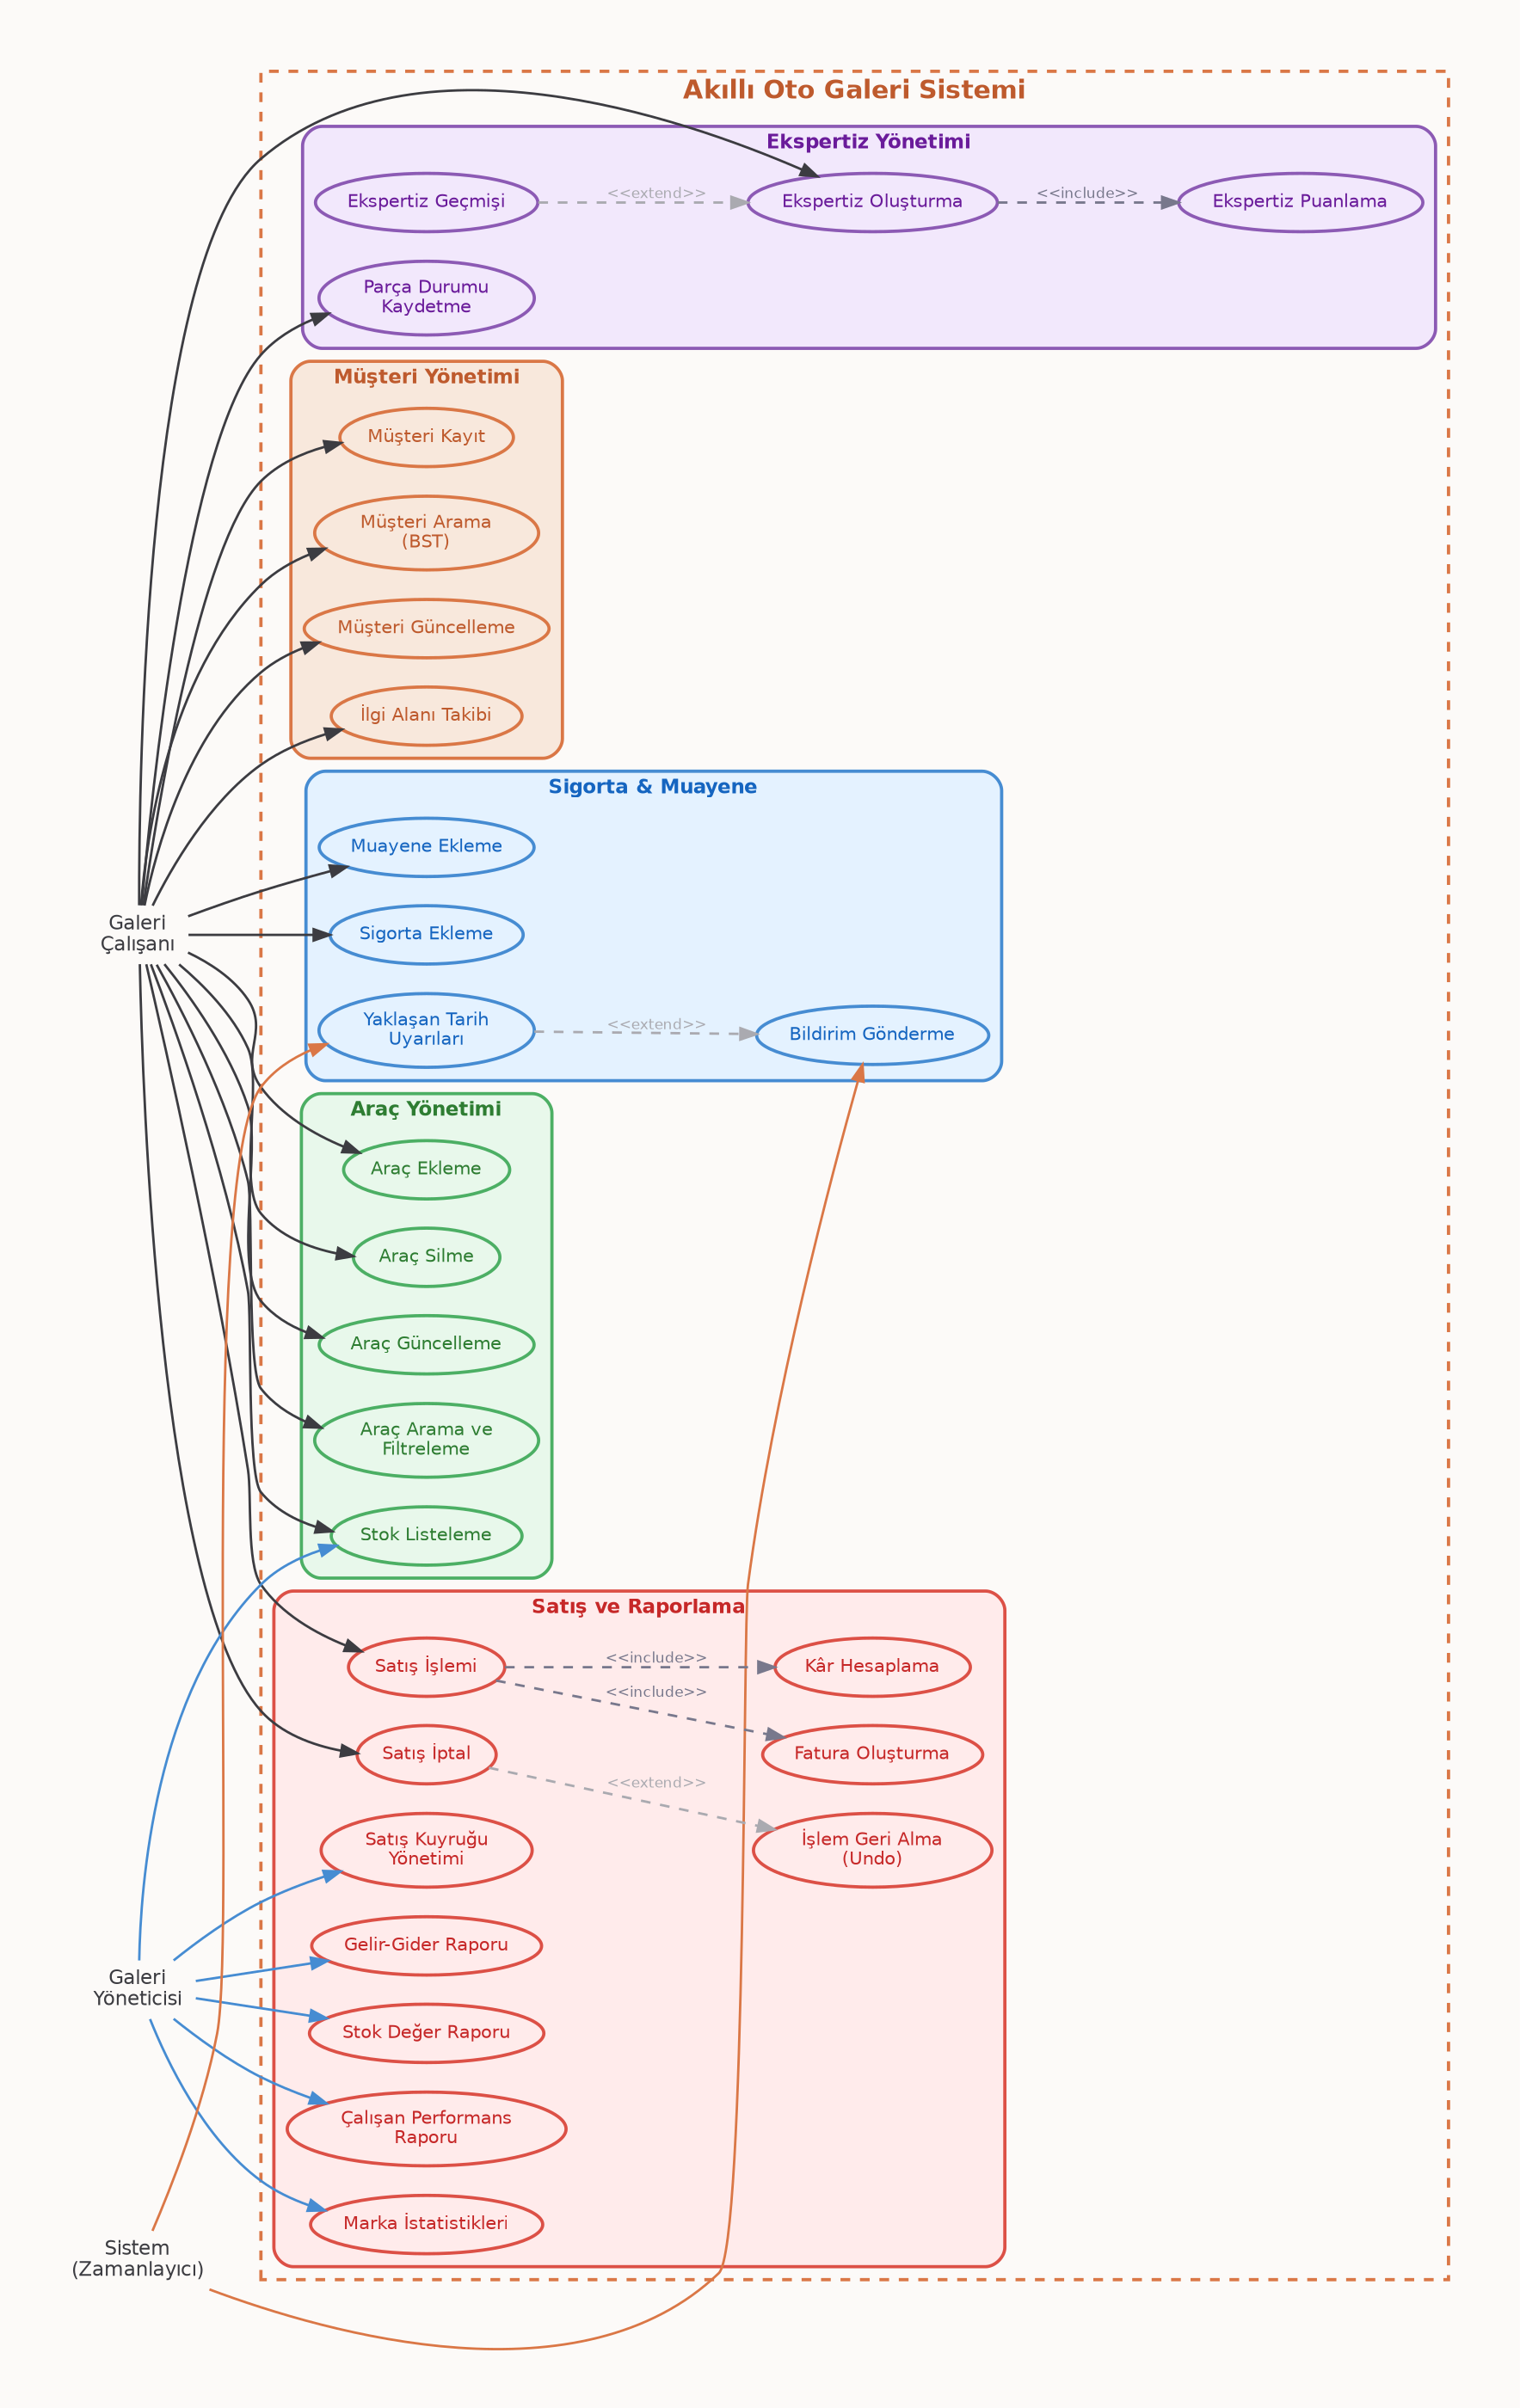 Akıllı Oto Galeri Sistemi
Ekspertiz Yönetimi
Ekspertiz Geçmişi
<<extend>>
Ekspertiz Oluşturma
<<include>>
Ekspertiz Puanlama
Parça Durumu
Kaydetme
Müşteri Yönetimi
Müşteri Kayıt
Müşteri Arama
(BST)
Müşteri Güncelleme
İlgi Alanı Takibi
Sigorta & Muayene
Muayene Ekleme
Galeri
Çalışanı
Sigorta Ekleme
Yaklaşan Tarih
Uyarıları
<<extend>>
Bildirim Gönderme
Araç Yönetimi
Araç Ekleme
Araç Silme
Araç Güncelleme
Araç Arama ve
Filtreleme
Stok Listeleme
Satış ve Raporlama
Satış İşlemi
<<include>>
Kâr Hesaplama
<<include>>
Satış İptal
Fatura Oluşturma
<<extend>>
Satış Kuyruğu
Yönetimi
İşlem Geri Alma
(Undo)
Gelir-Gider Raporu
Galeri
Yöneticisi
Stok Değer Raporu
Çalışan Performans
Raporu
Marka İstatistikleri
Sistem
(Zamanlayıcı)